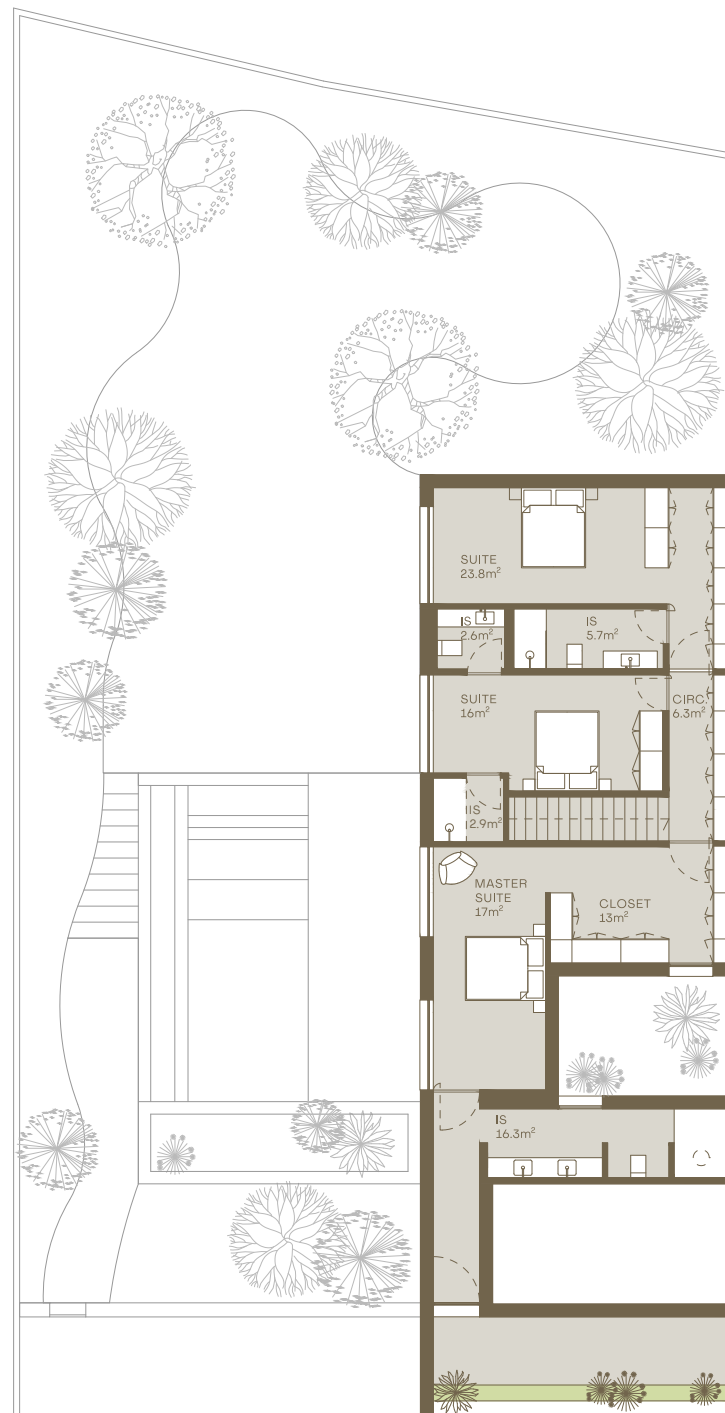 SUITE
23.8m²
IS
2.6m²
IS
5.7m²
SUITE
16m²
CIRC.
6.3m²
IS
2.9m²
MASTER
SUITE
17m²
CLOSET
13m²
IS
16.3m²